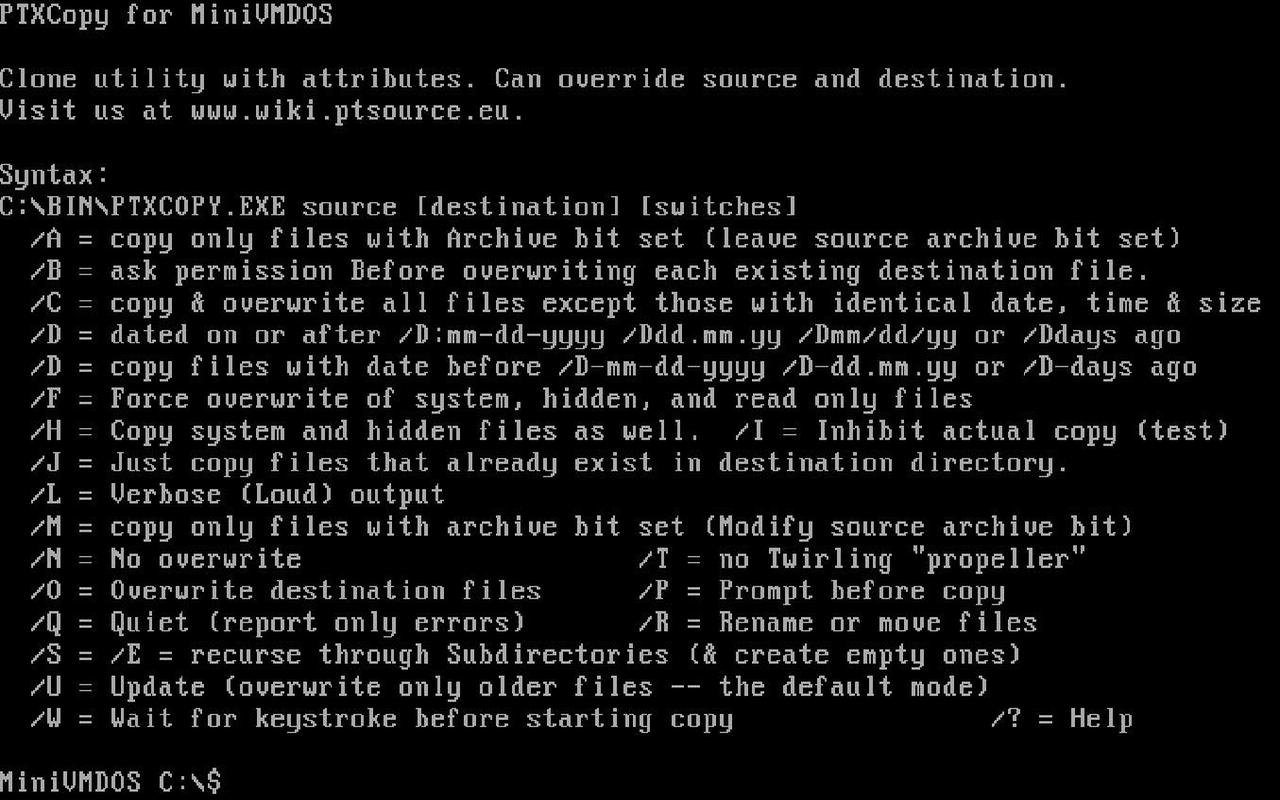 PTXCopy for MiniVMDOS
Clone utility with attributes. Can override source and destination.
Visit us at www.wiki.ptsource.eu.
Syntax:
C:\BIN\PTXCOPY.EXE source [destination] [switches]
/A = copy only files with Archive bit set (leave source archive bit set)
/B = ask permission Before overwriting each existing destination file.
/C = copy & overwrite all files except those with identical date, time & size
/D = dated on or after /D:mm-dd-yyyy /Ddd.mm.yy /Dmm/dd/yy or /Ddays ago
/D = copy files with date before /D-mm-dd-yyyy /D-dd.mm.yy or /D-days ago
/F = Force overwrite of system, hidden, and read only files
/H = Copy system and hidden files as well.  /I = Inhibit actual copy (test)
/J = Just copy files that already exist in destination directory.
/L = Verbose (Loud) output
/M = copy only files with archive bit set (Modify source archive bit)
/N = No overwrite                     /T = no Twirling "propeller"
/O = Overwrite destination files      /P = Prompt before copy
/Q = Quiet (report only errors)       /R = Rename or move files
/S = /E = recurse through Subdirectories (& create empty ones)
/U = Update (overwrite only older files -- the default mode)
/W = Wait for keystroke before starting copy                /? = Help
MiniVMDOS C:\$